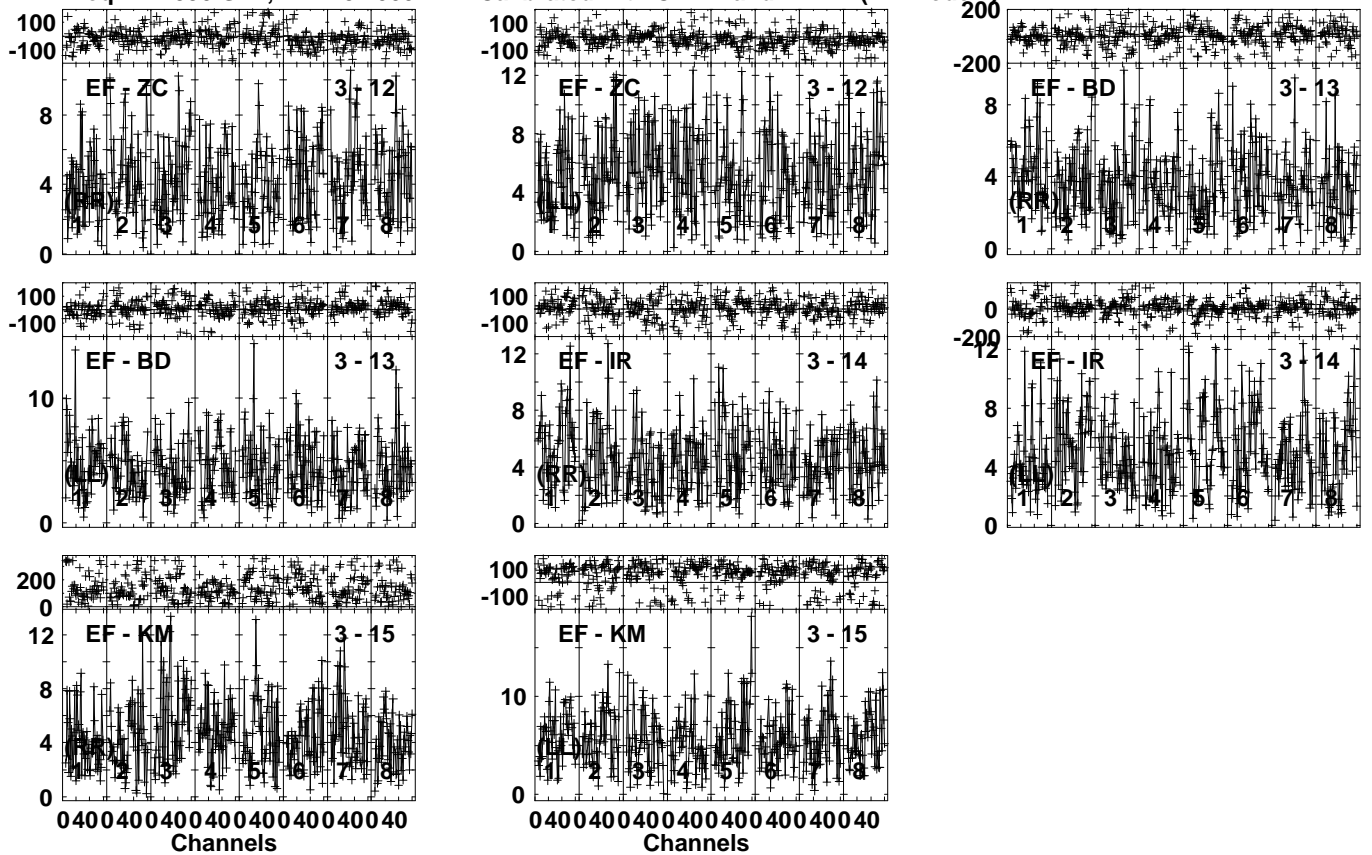 100 200
-100 -100 -200
EF - ZC 3 - 12 12 EF - ZC 3 - 12 EF - BD 3 - 13
8 8 8
4 4 4
(RR) (LL) (RR)
1 2 3 4 5 6 7 8 1 2 3 4 5 6 7 8 1 2 3 4 5 6 7 8
0 0 0
100 100 0
-100 -100 -200
EF - BD 3 - 13 12 EF - IR 3 - 14 12 EF - IR 3 - 14
10 8 8
(LL) 4 (RR) 4 (LL)
1 2 3 4 5 6 7 8 1 2 3 4 5 6 7 8 1 2 3 4 5 6 7 8
0 0 0
200 100
0 -100
12 EF - KM 3 - 15 EF - KM 3 - 15
8 10
4 (RR) (LL)
1 2 3 4 5 6 7 8 1 2 3 4 5 6 7 8
0 0
0 40 0 40 0 40 0 40 0 40 0 40 0 40 0 40 0 40 0 40 0 40 0 40 0 40 0 40 0 40 0 40
Channels Channels